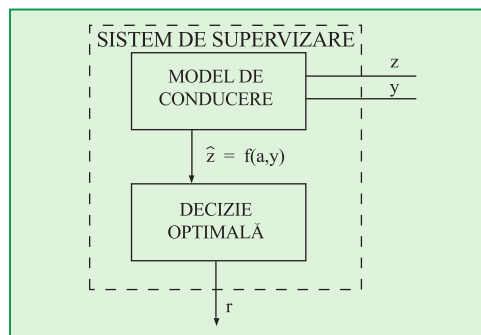 SISTEM DE SUPERVIZARE
MODEL DE
CONDUCERE
z
y
ẑ = f(a,y)
DECIZIE
OPTIMALĂ
r